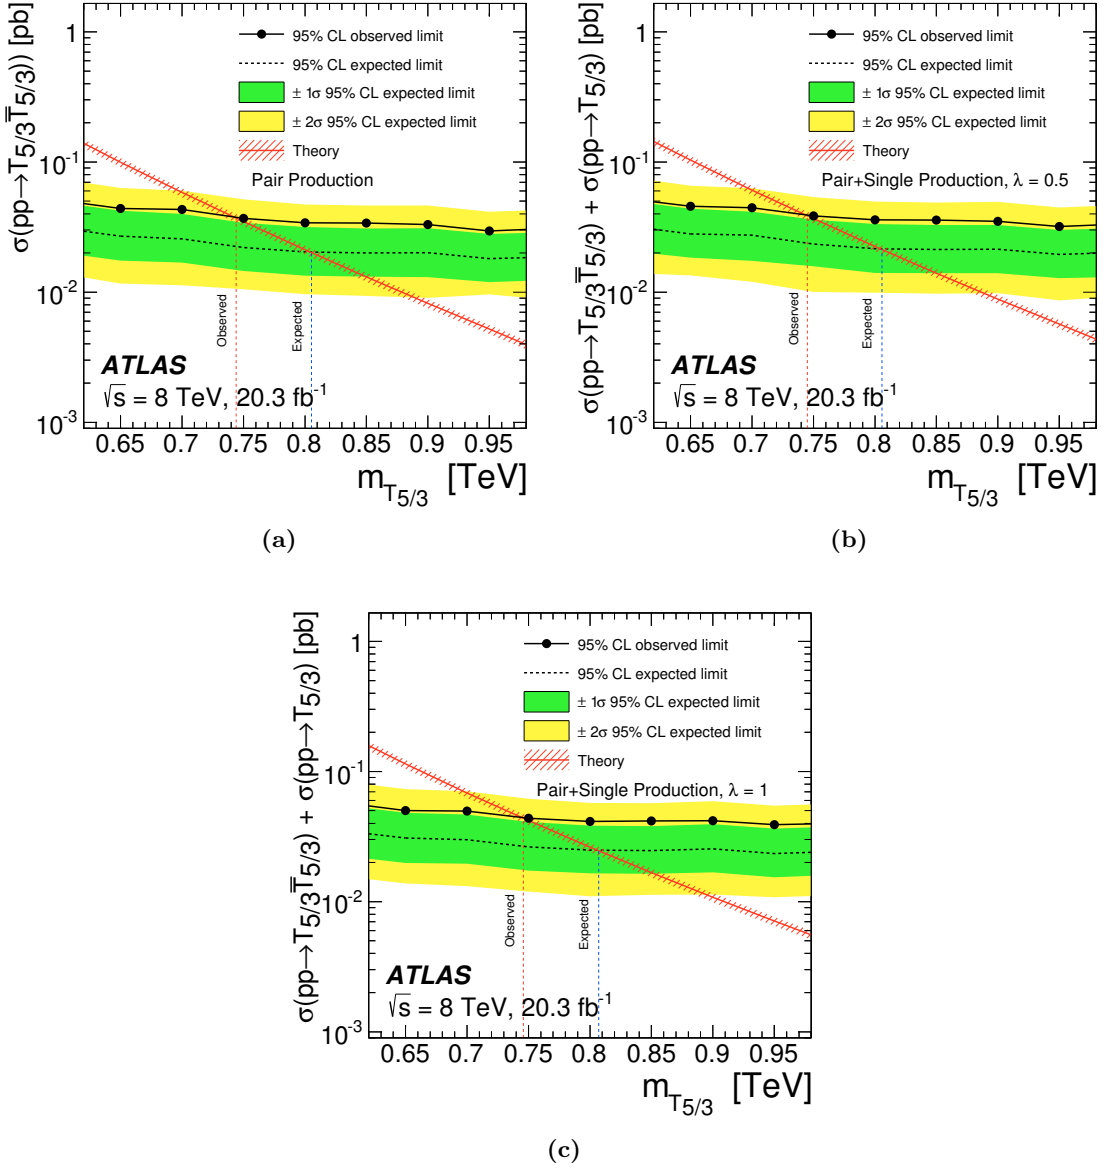 σ(pp→T5/3T̅5/3)) [pb]
1
10-1
10-2
10-3
95% CL observed limit
95% CL expected limit
± 1σ 95% CL expected limit
± 2σ 95% CL expected limit
Theory
Pair Production
Observed
Expected
ATLAS
√s = 8 TeV, 20.3 fb-1
0.65 0.7 0.75 0.8 0.85 0.9 0.95
mT5/3 [TeV]
(a)
σ(pp→T5/3T̅5/3) + σ(pp→T5/3) [pb]
1
10-1
10-2
10-3
95% CL observed limit
95% CL expected limit
± 1σ 95% CL expected limit
± 2σ 95% CL expected limit
Theory
Pair+Single Production, λ = 0.5
Observed
Expected
ATLAS
√s = 8 TeV, 20.3 fb-1
0.65 0.7 0.75 0.8 0.85 0.9 0.95
mT5/3 [TeV]
(b)
σ(pp→T5/3T̅5/3) + σ(pp→T5/3) [pb]
1
10-1
10-2
10-3
95% CL observed limit
95% CL expected limit
± 1σ 95% CL expected limit
± 2σ 95% CL expected limit
Theory
Pair+Single Production, λ = 1
Observed
Expected
ATLAS
√s = 8 TeV, 20.3 fb-1
0.65 0.7 0.75 0.8 0.85 0.9 0.95
mT5/3 [TeV]
(c)